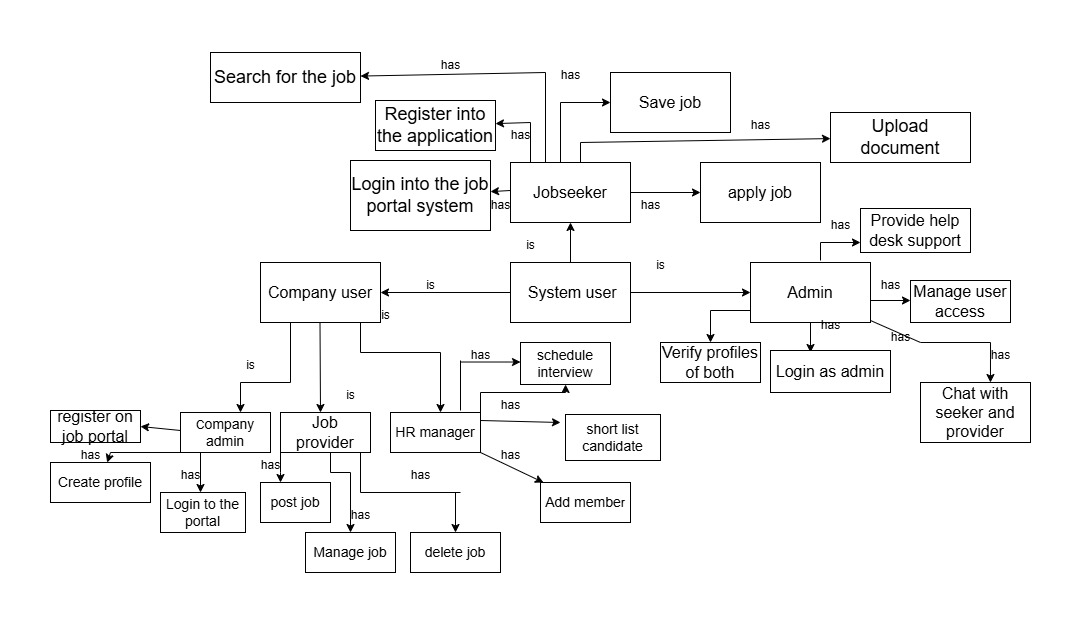 has
Search for the job
has
Save job
Register into
the application
has
has
Upload
document
Login into the job
portal system
has
Jobseeker
has
apply job
has
Provide help
desk support
is
is
Company user
is
System user
Admin
has
Manage user
access
is
has
has
Verify profiles
of both
Login as admin
has
Chat with
seeker and
provider
is
is
has
schedule
interview
has
register on
job portal
Company
admin
Job
provider
HR manager
short list
candidate
has
Create profile
has
Login to the
portal
has
post job
has
has
Add member
has
Manage job
delete job